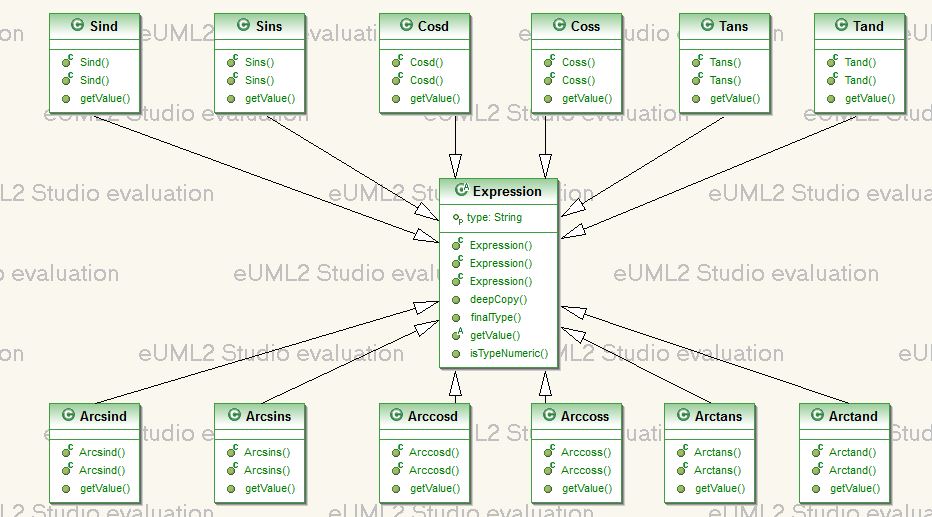 Sind Sins Cosd Coss Tans Tand
Sind() Sins() Cosd() Coss() Tans() Tand()
Sind() Sins() Cosd() Coss() Tans() Tand()
getValue() getValue() getValue() getValue() getValue() getValue()
eUML2 Studio evaluation
Expression
type: String
Expression()
Expression()
Expression()
deepCopy()
finalType()
getValue()
isTypeNumeric()
Arcsind Arcsins Arccosd Arccoss Arctans Arctand
Arcsind() Arcsins() Arccosd() Arccoss() Arctans() Arctand()
Arcsind() Arcsins() Arccosd() Arccoss() Arctans() Arctand()
getValue() getValue() getValue() getValue() getValue() getValue()